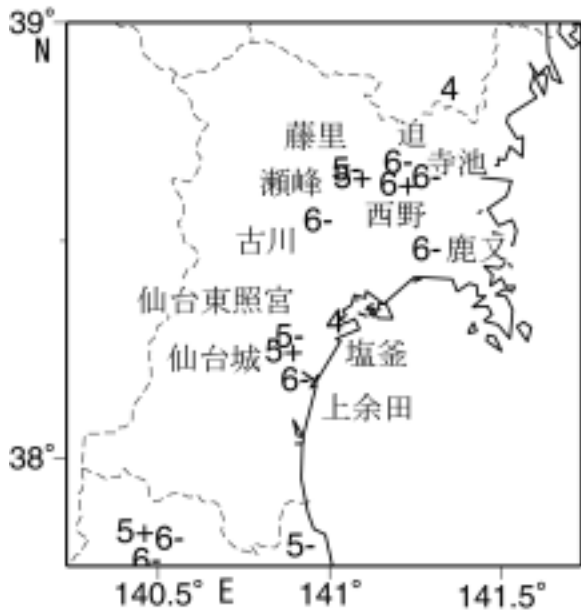 39°
N
4
藤里 迫
5- 6- 寺池
瀬峰 5+ 6+ 6-
西野
6-
古川 6- 鹿又
仙台東照宮
4
5-
仙台城 5+ 塩釜
6-
上余田
38°
5+ 6- 5-
6-
140.5° E 141° 141.5°